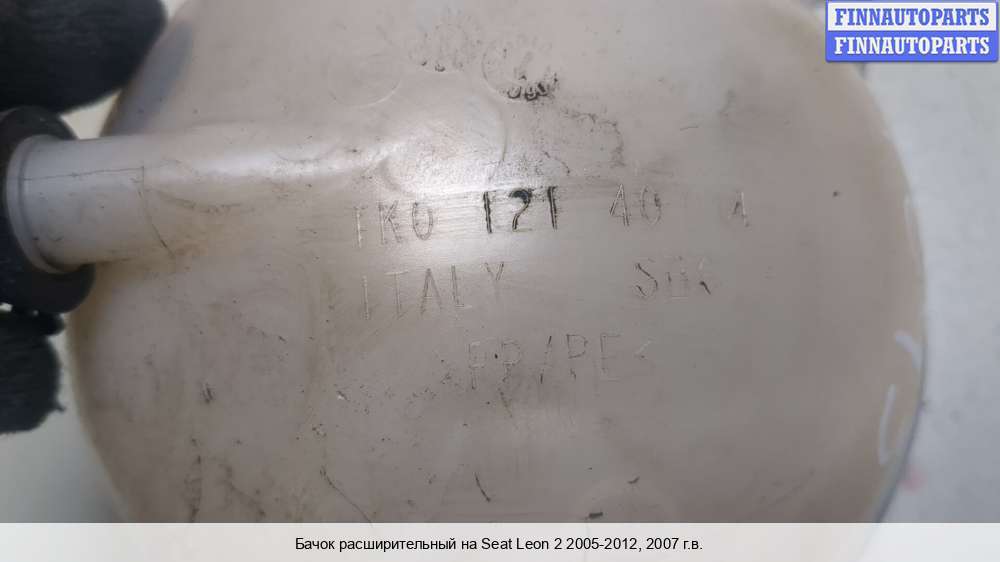 FINNAUTOPARTS
FINNAUTOPARTS
1K0 121 40 A
ITALY
Бачок расширительный на Seat Leon 2 2005-2012, 2007 г.в.